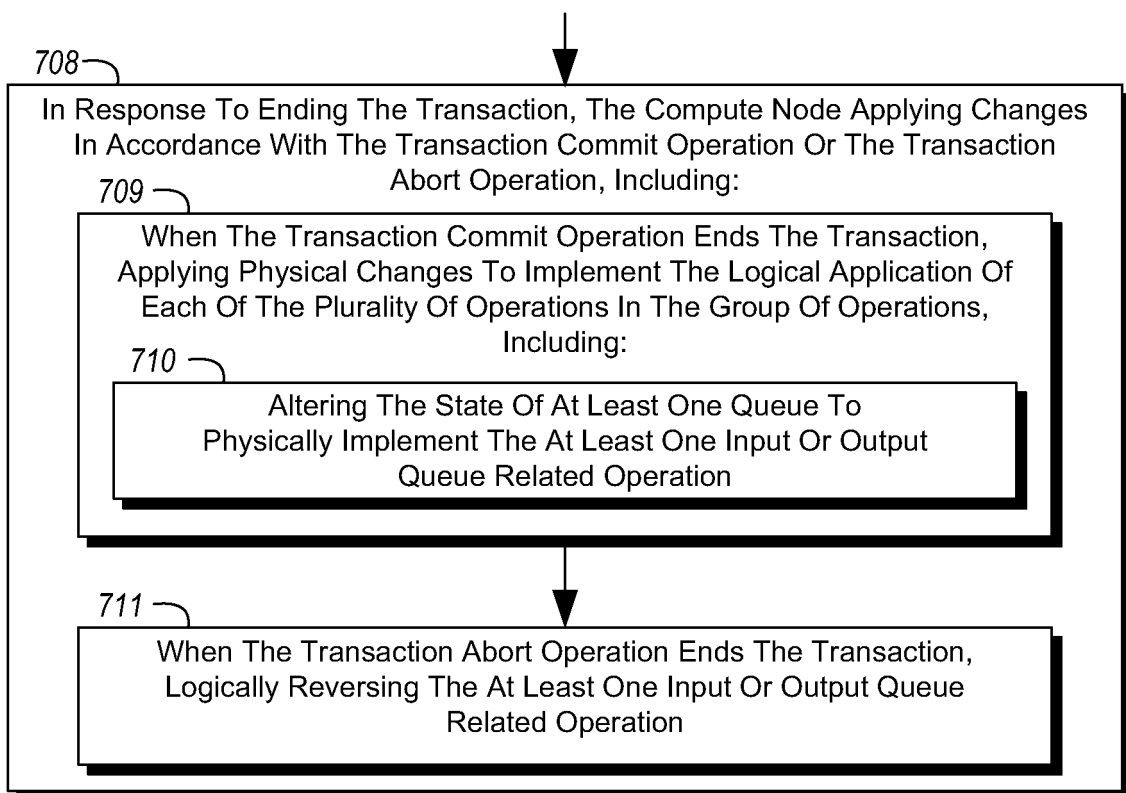 708
In Response To Ending The Transaction, The Compute Node Applying Changes
In Accordance With The Transaction Commit Operation Or The Transaction
Abort Operation, Including:
709
When The Transaction Commit Operation Ends The Transaction,
Applying Physical Changes To Implement The Logical Application Of
Each Of The Plurality Of Operations In The Group Of Operations,
Including:
710
Altering The State Of At Least One Queue To
Physically Implement The At Least One Input Or Output
Queue Related Operation
711
When The Transaction Abort Operation Ends The Transaction,
Logically Reversing The At Least One Input Or Output Queue
Related Operation